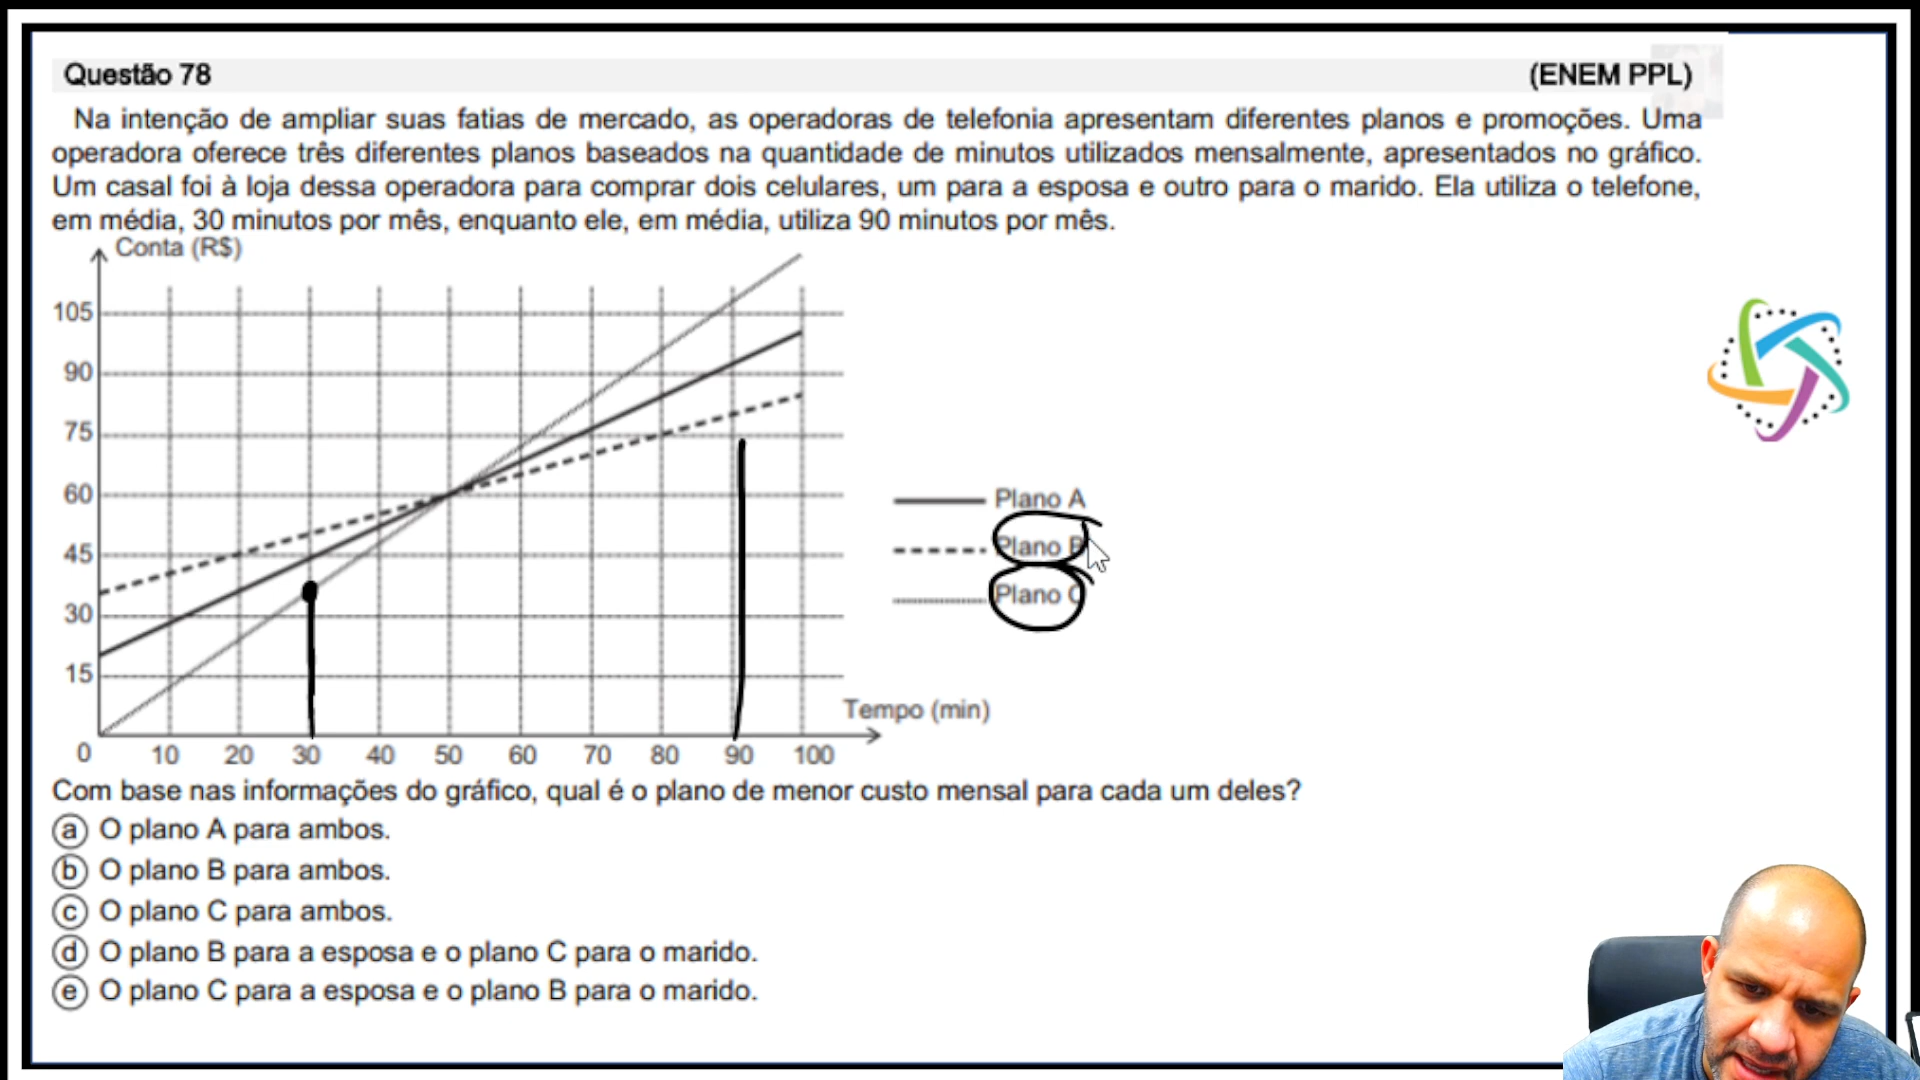 Questão 78 (ENEM PPL)
Na intenção de ampliar suas fatias de mercado, as operadoras de telefonia apresentam diferentes planos e promoções. Uma
operadora oferece três diferentes planos baseados na quantidade de minutos utilizados mensalmente, apresentados no gráfico.
Um casal foi à loja dessa operadora para comprar dois celulares, um para a esposa e outro para o marido. Ela utiliza o telefone,
em média, 30 minutos por mês, enquanto ele, em média, utiliza 90 minutos por mês.
Conta (R$)
105
90
75
60
45
30
15
Plano A
Plano B
Plano C
Tempo (min)
0 10 20 30 40 50 60 70 80 90 100
Com base nas informações do gráfico, qual é o plano de menor custo mensal para cada um deles?
a O plano A para ambos.
b O plano B para ambos.
c O plano C para ambos.
d O plano B para a esposa e o plano C para o marido.
e O plano C para a esposa e o plano B para o marido.